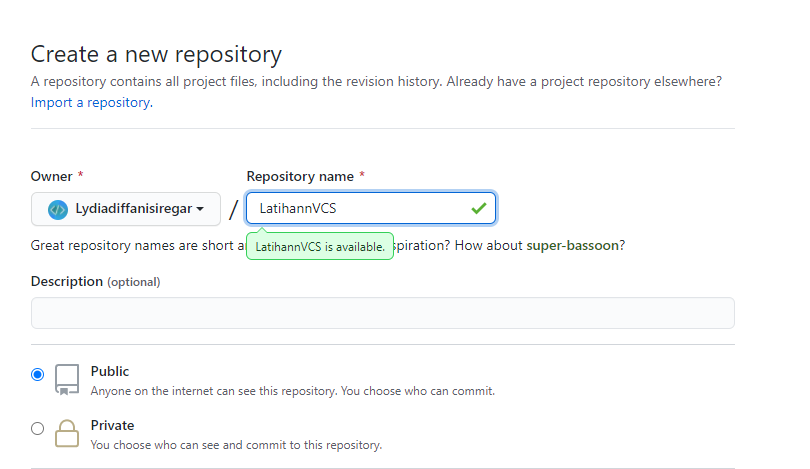 Create a new repository
A repository contains all project files, including the revision history. Already have a project repository elsewhere?
Import a repository.
Owner *
Repository name *
Lydiadiffanisiregar
/
LatihannVCS
Great repository names are short a
LatihannVCS is available.
spiration? How about super-bassoon?
Description (optional)
Public
Anyone on the internet can see this repository. You choose who can commit.
Private
You choose who can see and commit to this repository.